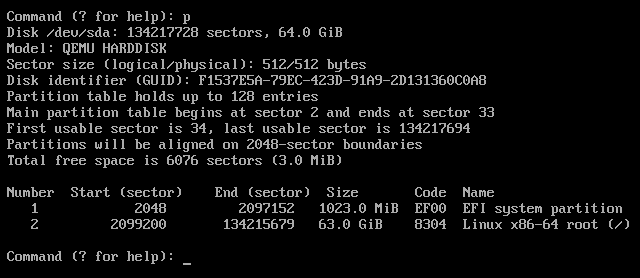 Command (? for help): p
Disk /dev/sda: 134217728 sectors, 64.0 GiB
Model: QEMU HARDDISK
Sector size (logical/physical): 512/512 bytes
Disk identifier (GUID): F1537E5A-79EC-423D-91A9-2D131360C0A8
Partition table holds up to 128 entries
Main partition table begins at sector 2 and ends at sector 33
First usable sector is 34, last usable sector is 134217694
Partitions will be aligned on 2048-sector boundaries
Total free space is 6076 sectors (3.0 MiB)
Number  Start (sector)    End (sector)  Size       Code  Name
   1            2048         2097152   1023.0 MiB  EF00  EFI system partition
   2         2099200       134215679   63.0 GiB    8304  Linux x86-64 root (/)
Command (? for help): _